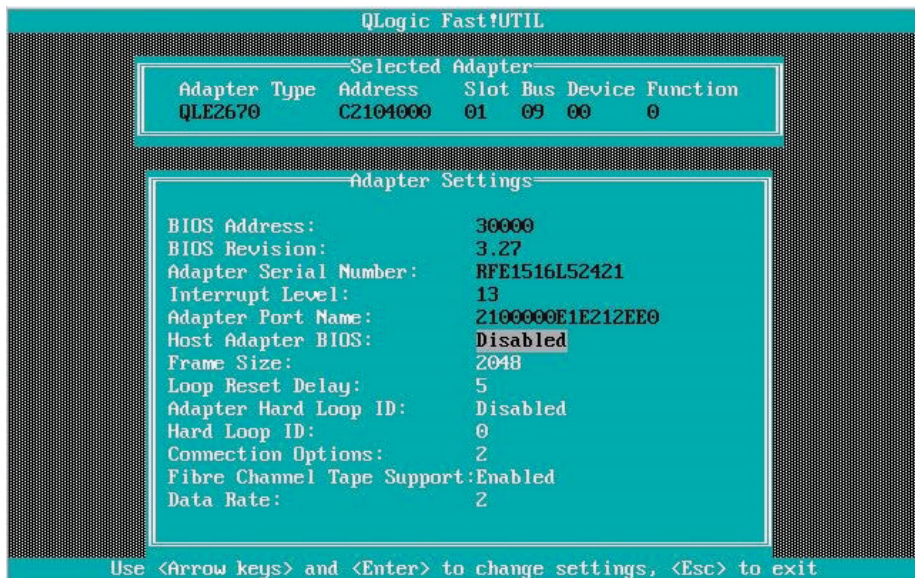 QLogic Fast!UTIL
Selected Adapter
Adapter Type Address Slot Bus Device Function
QLE2670 C2104000 01 09 00 0
Adapter Settings
BIOS Address: 30000
BIOS Revision: 3.27
Adapter Serial Number: RFE1516L52421
Interrupt Level: 13
Adapter Port Name: 2100000E1E212EE0
Host Adapter BIOS: Disabled
Frame Size: 2048
Loop Reset Delay: 5
Adapter Hard Loop ID: Disabled
Hard Loop ID: 0
Connection Options: 2
Fibre Channel Tape Support:Enabled
Data Rate: 2
Use <Arrow keys> and <Enter> to change settings, <Esc> to exit